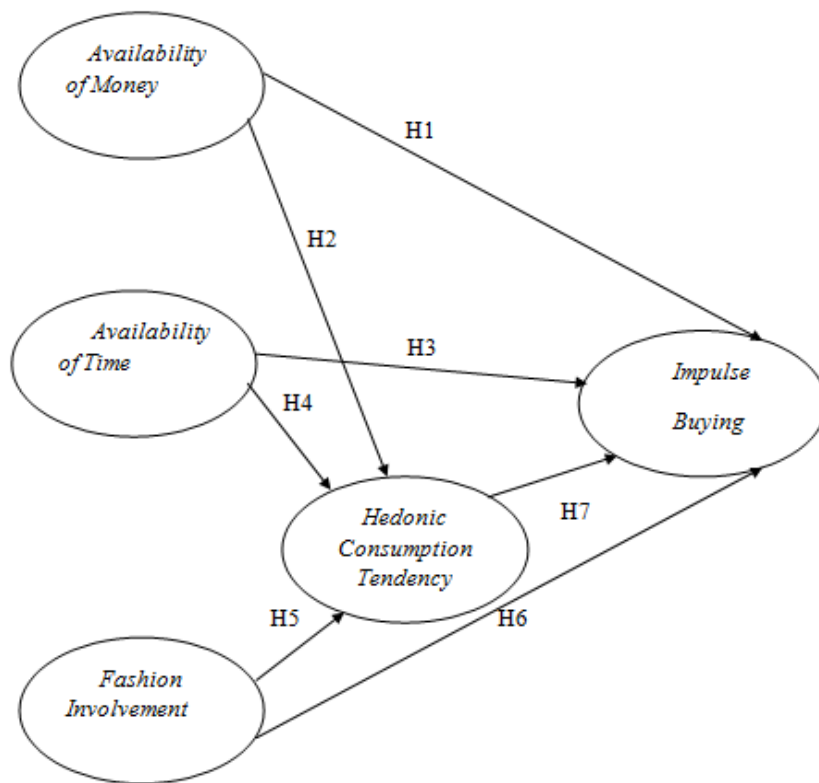 Availability
of Money
H1
H2
Availability
of Time
H3
H4
Impulse
Buying
Hedonic
Consumption
Tendency
H7
H5
H6
Fashion
Involvement